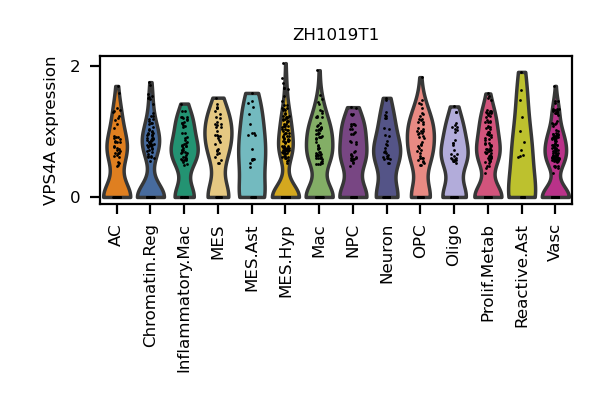 ZH1019T1
VPS4A expression
2
0
AC
Chromatin.Reg
Inflammatory.Mac
MES
MES.Ast
MES.Hyp
Mac
NPC
Neuron
OPC
Oligo
Prolif.Metab
Reactive.Ast
Vasc